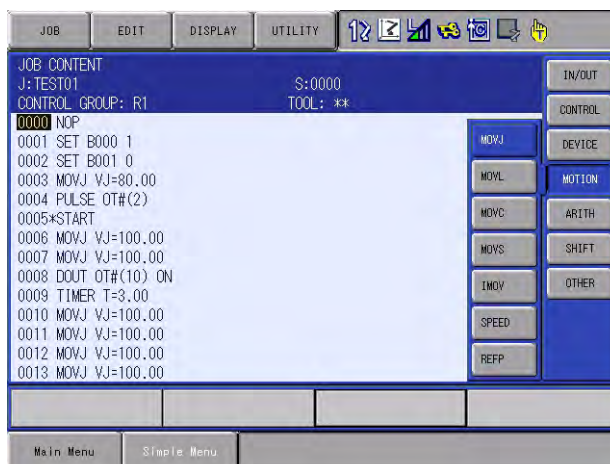 JOB EDIT DISPLAY UTILITY
JOB CONTENT
J:TEST01 S:0000
CONTROL GROUP: R1 TOOL: **
0000 NOP
0001 SET B000 1
0002 SET B001 0
0003 MOVJ VJ=80.00
0004 PULSE OT#(2)
0005*START
0006 MOVJ VJ=100.00
0007 MOVJ VJ=100.00
0008 DOUT OT#(10) ON
0009 TIMER T=3.00
0010 MOVJ VJ=100.00
0011 MOVJ VJ=100.00
0012 MOVJ VJ=100.00
0013 MOVJ VJ=100.00
MOVJ
MOVL
MOVC
MOVS
IMOV
SPEED
REFP
IN/OUT
CONTROL
DEVICE
MOTION
ARITH
SHIFT
OTHER
Main Menu Simple Menu